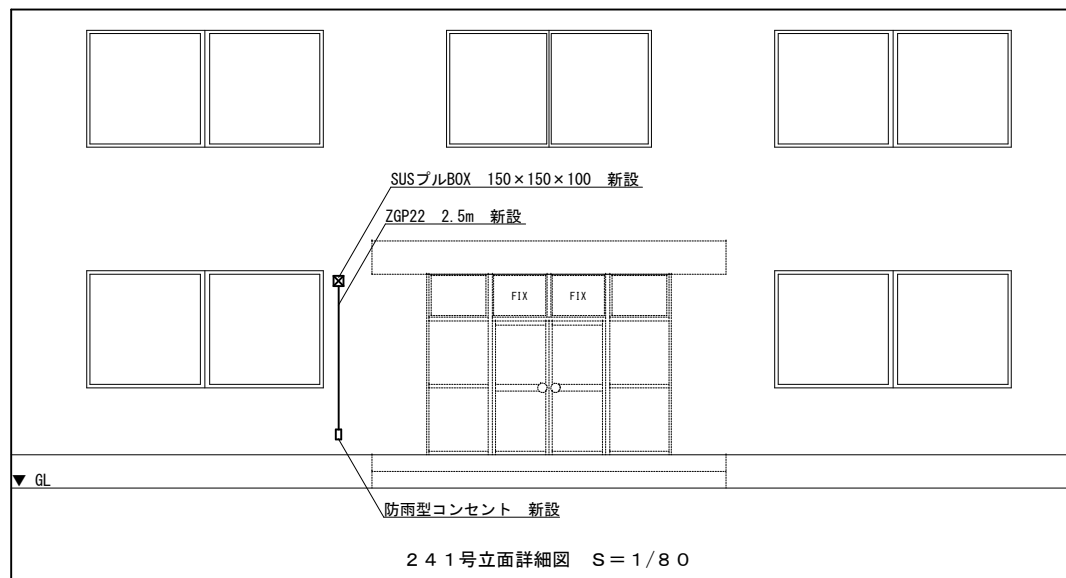 SUSプルBOX　150×150×100　新設
ZGP22　2.5m　新設
FIX　FIX
▼ GL
防雨型コンセント　新設
２４１号立面詳細図　Ｓ＝１/８０